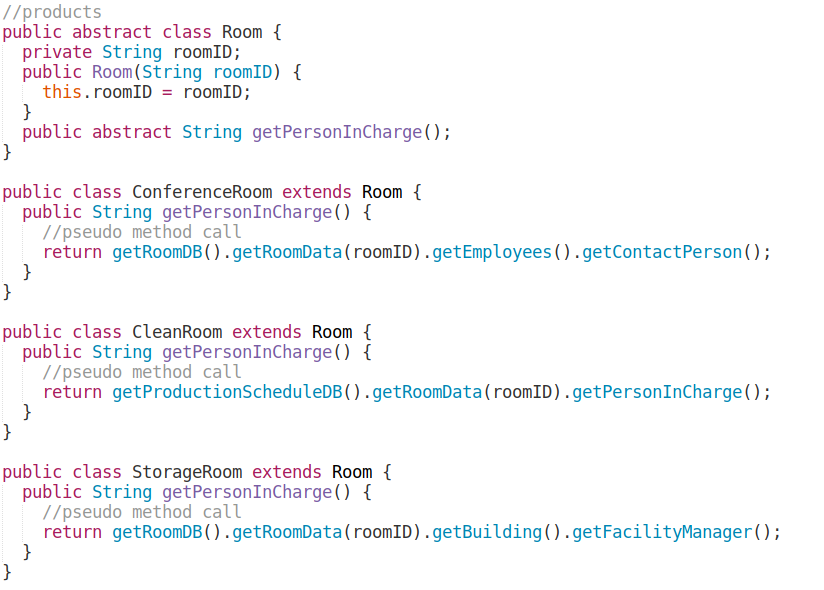 //products
public abstract class Room {
  private String roomID;
  public Room(String roomID) {
    this.roomID = roomID;
  }
  public abstract String getPersonInCharge();
}

public class ConferenceRoom extends Room {
  public String getPersonInCharge() {
    //pseudo method call
    return getRoomDB().getRoomData(roomID).getEmployees().getContactPerson();
  }
}

public class CleanRoom extends Room {
  public String getPersonInCharge() {
    //pseudo method call
    return getProductionScheduleDB().getRoomData(roomID).getPersonInCharge();
  }
}

public class StorageRoom extends Room {
  public String getPersonInCharge() {
    //pseudo method call
    return getRoomDB().getRoomData(roomID).getBuilding().getFacilityManager();
  }
}